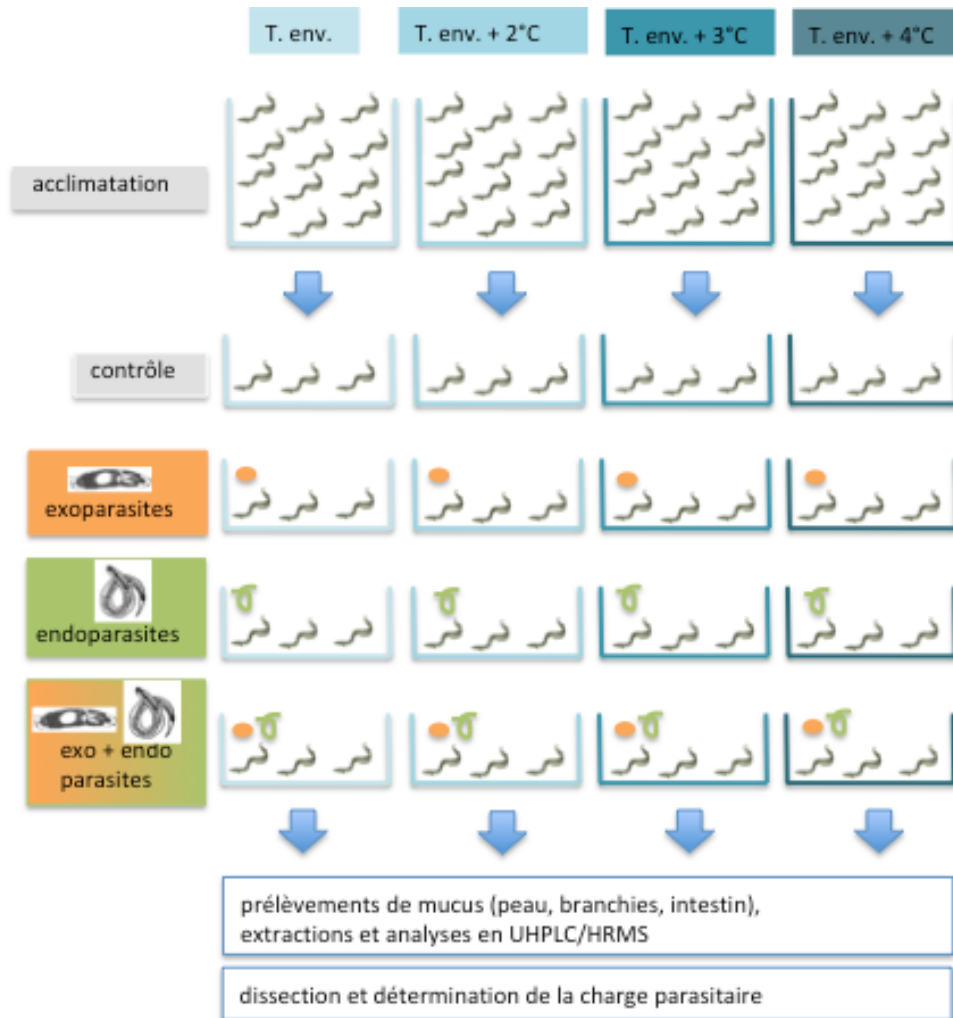 T. env.
T. env. + 2°C
T. env. + 3°C
T. env. + 4°C
acclimatation
contrôle
exoparasites
endoparasites
exo + endo
parasites
prélèvements de mucus (peau, branchies, intestin),
extractions et analyses en UHPLC/HRMS
dissection et détermination de la charge parasitaire